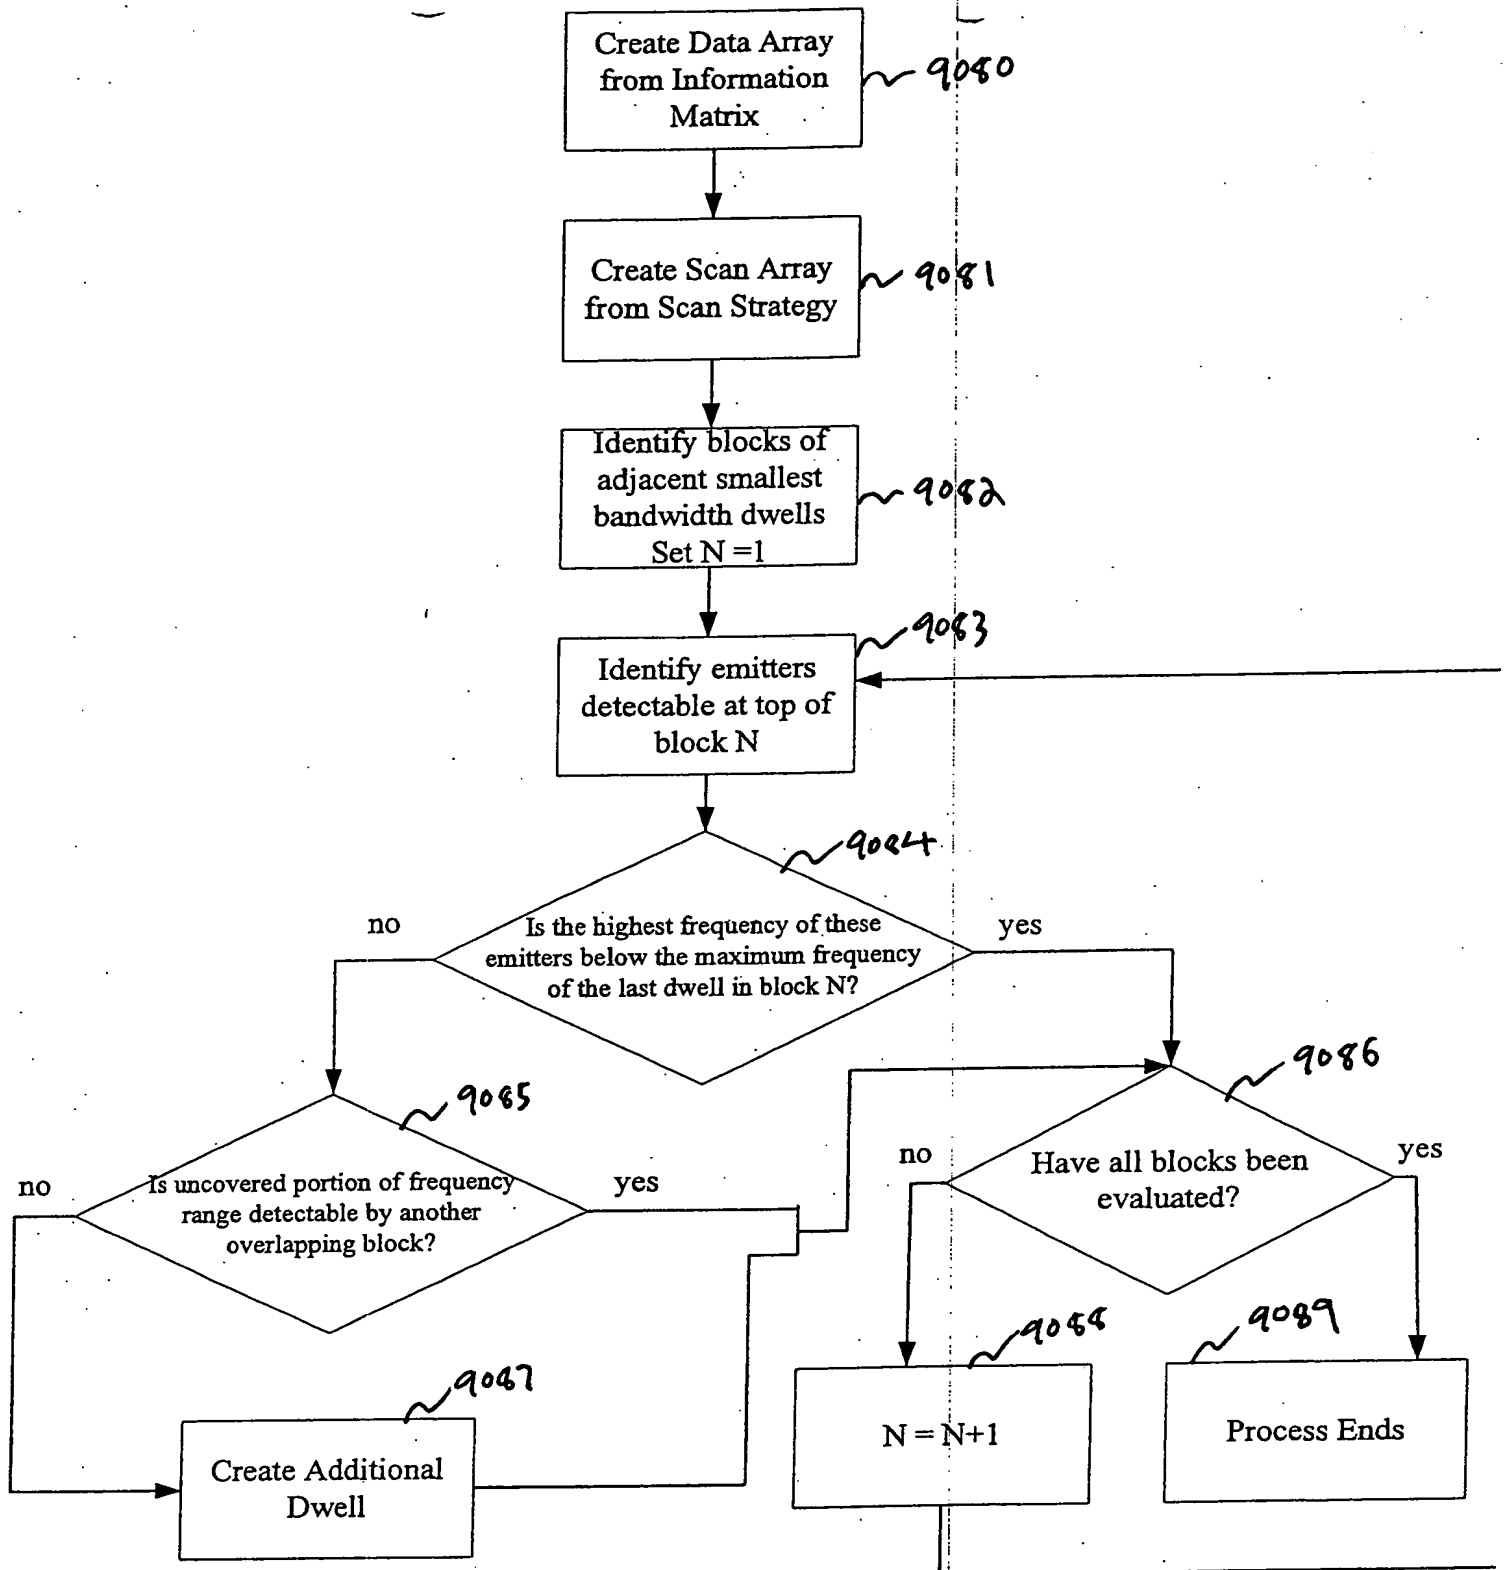 Create Data Array
from Information
Matrix
9080
Create Scan Array
from Scan Strategy
9081
Identify blocks of
adjacent smallest
bandwidth dwells
Set N =1
9082
9083
Identify emitters
detectable at top of
block N
9084
no
Is the highest frequency of these
emitters below the maximum frequency
of the last dwell in block N?
yes
9085
9086
no
Is uncovered portion of frequency
range detectable by another
overlapping block?
yes
no
Have all blocks been
evaluated?
yes
9087
Create Additional
Dwell
9088
N = N+1
9089
Process Ends